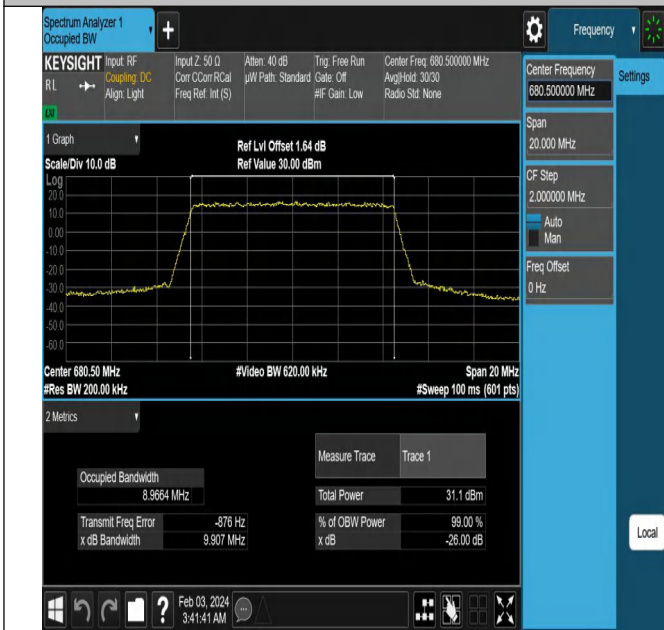 Spectrum Analyzer 1
Occupied BW
Frequency
KEYSIGHT
RL
Input: RF
Coupling: DC
Align: Light
Input Z: 50 Ω
Corr CCorr RCal
Freq Ref: Int (S)
Atten: 40 dB
µW Path: Standard
Trig: Free Run
Gate: Off
#IF Gain: Low
Center Freq: 680.500000 MHz
Avg|Hold: 30/30
Radio Std: None
Center Frequency
680.500000 MHz
Settings
Span
20.000 MHz
CF Step
2.000000 MHz
Auto
Man
Freq Offset
0 Hz
1 Graph
Scale/Div 10.0 dB
Ref Lvl Offset 1.64 dB
Ref Value 30.00 dBm
Log
20.0
10.0
0.00
-10.0
-20.0
-30.0
-40.0
-50.0
-60.0
Center 680.50 MHz
#Video BW 620.00 kHz
Span 20 MHz
#Res BW 200.00 kHz
#Sweep 100 ms (601 pts)
2 Metrics
Measure Trace Trace 1
Occupied Bandwidth
8.9664 MHz
Total Power 31.1 dBm
Transmit Freq Error -876 Hz
% of OBW Power 99.00 %
x dB Bandwidth 9.907 MHz
x dB -26.00 dB
Local
Feb 03, 2024
3:41:41 AM